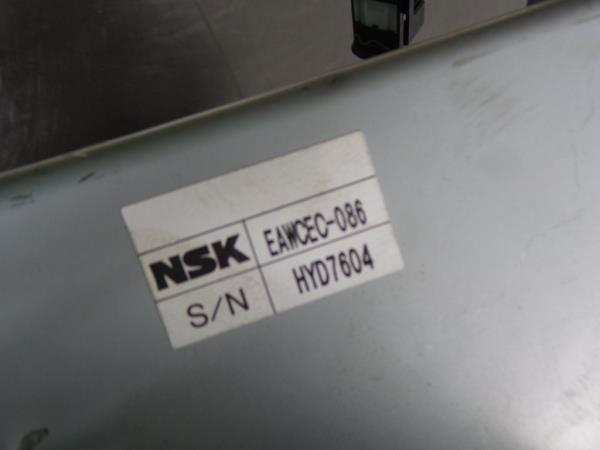 NSK EAWCEC-086
S/N HYD7604